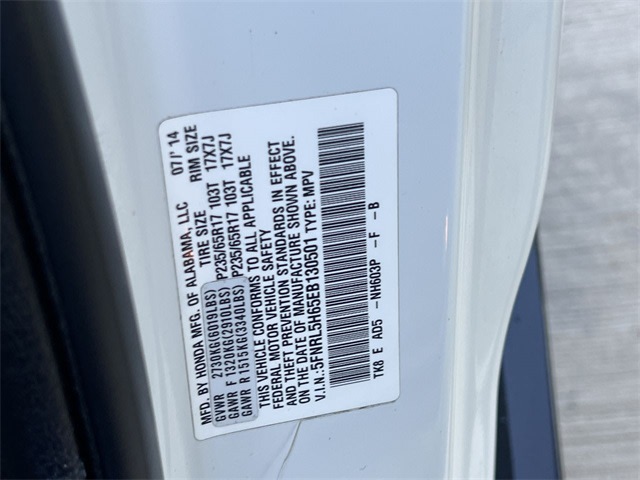 MFD. BY HONDA MFG. OF ALABAMA, LLC 07/'14
TIRE SIZE RIM SIZE
GVWR 2730KG(6019LBS)
GAWR F 1320KG(2910LBS) P235/65R17 103T 17X7J
GAWR R 1515KG(3340LBS) P235/65R17 103T 17X7J
THIS VEHICLE CONFORMS TO ALL APPLICABLE
FEDERAL MOTOR VEHICLE SAFETY
AND THEFT PREVENTION STANDARDS IN EFFECT
ON THE DATE OF MANUFACTURE SHOWN ABOVE.
V.I.N.:5FNRL5H65EB130501 TYPE: MPV
TK8 E AD5 -NH603P -F -B